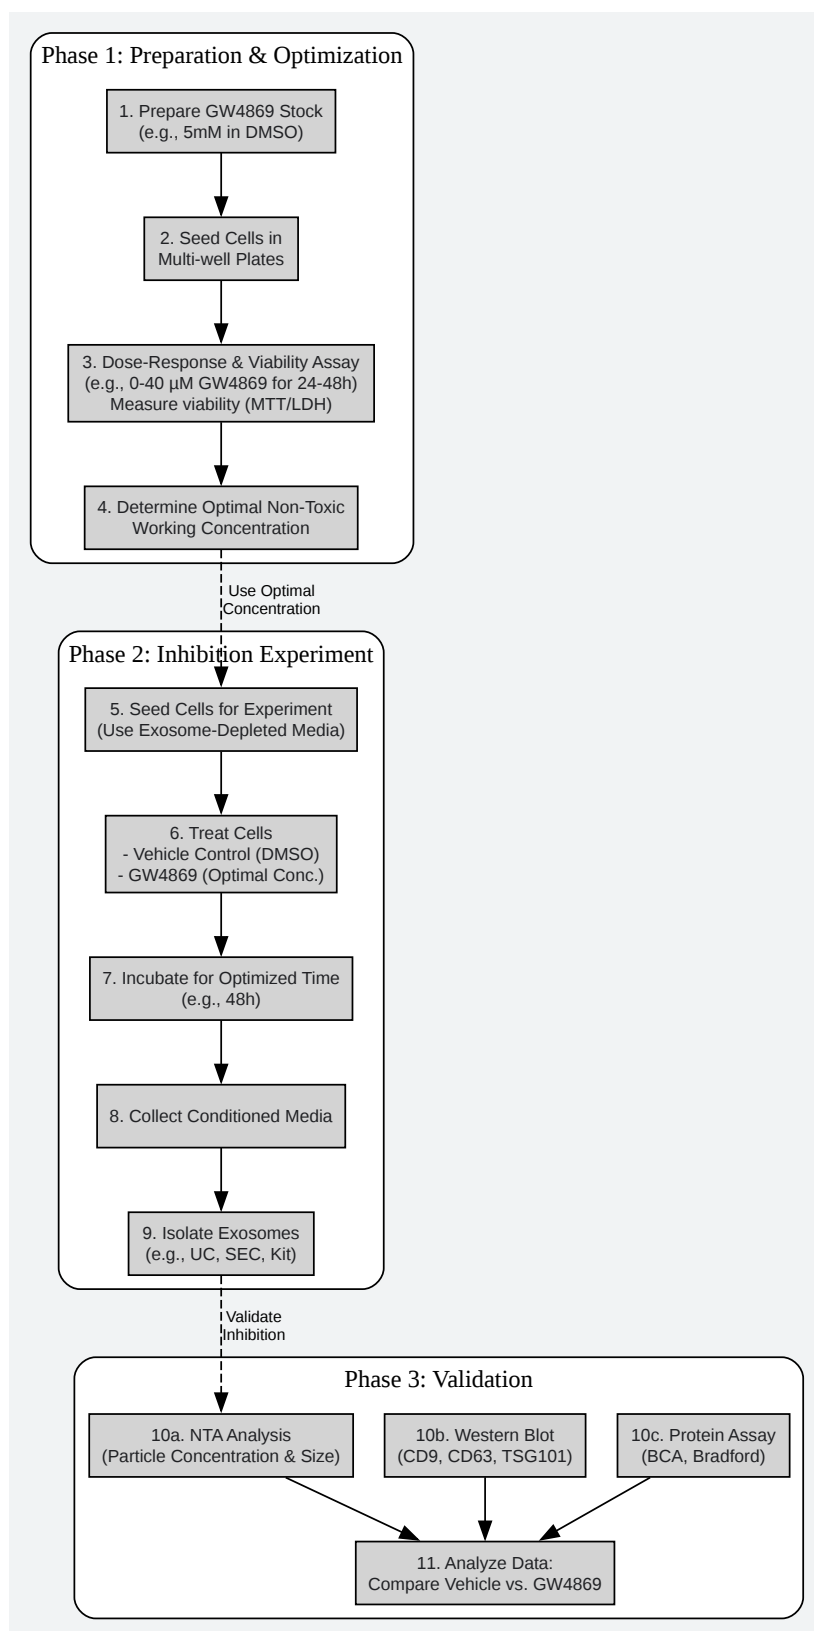 Phase 1: Preparation & Optimization
1. Prepare GW4869 Stock
(e.g., 5mM in DMSO)
2. Seed Cells in
Multi-well Plates
3. Dose-Response & Viability Assay
(e.g., 0-40 µM GW4869 for 24-48h)
Measure viability (MTT/LDH)
4. Determine Optimal Non-Toxic
Working Concentration
Use Optimal
Concentration
Phase 2: Inhibition Experiment
5. Seed Cells for Experiment
(Use Exosome-Depleted Media)
6. Treat Cells
- Vehicle Control (DMSO)
- GW4869 (Optimal Conc.)
7. Incubate for Optimized Time
(e.g., 48h)
8. Collect Conditioned Media
9. Isolate Exosomes
(e.g., UC, SEC, Kit)
Validate
Inhibition
Phase 3: Validation
10a. NTA Analysis
(Particle Concentration & Size)
10b. Western Blot
(CD9, CD63, TSG101)
10c. Protein Assay
(BCA, Bradford)
11. Analyze Data:
Compare Vehicle vs. GW4869